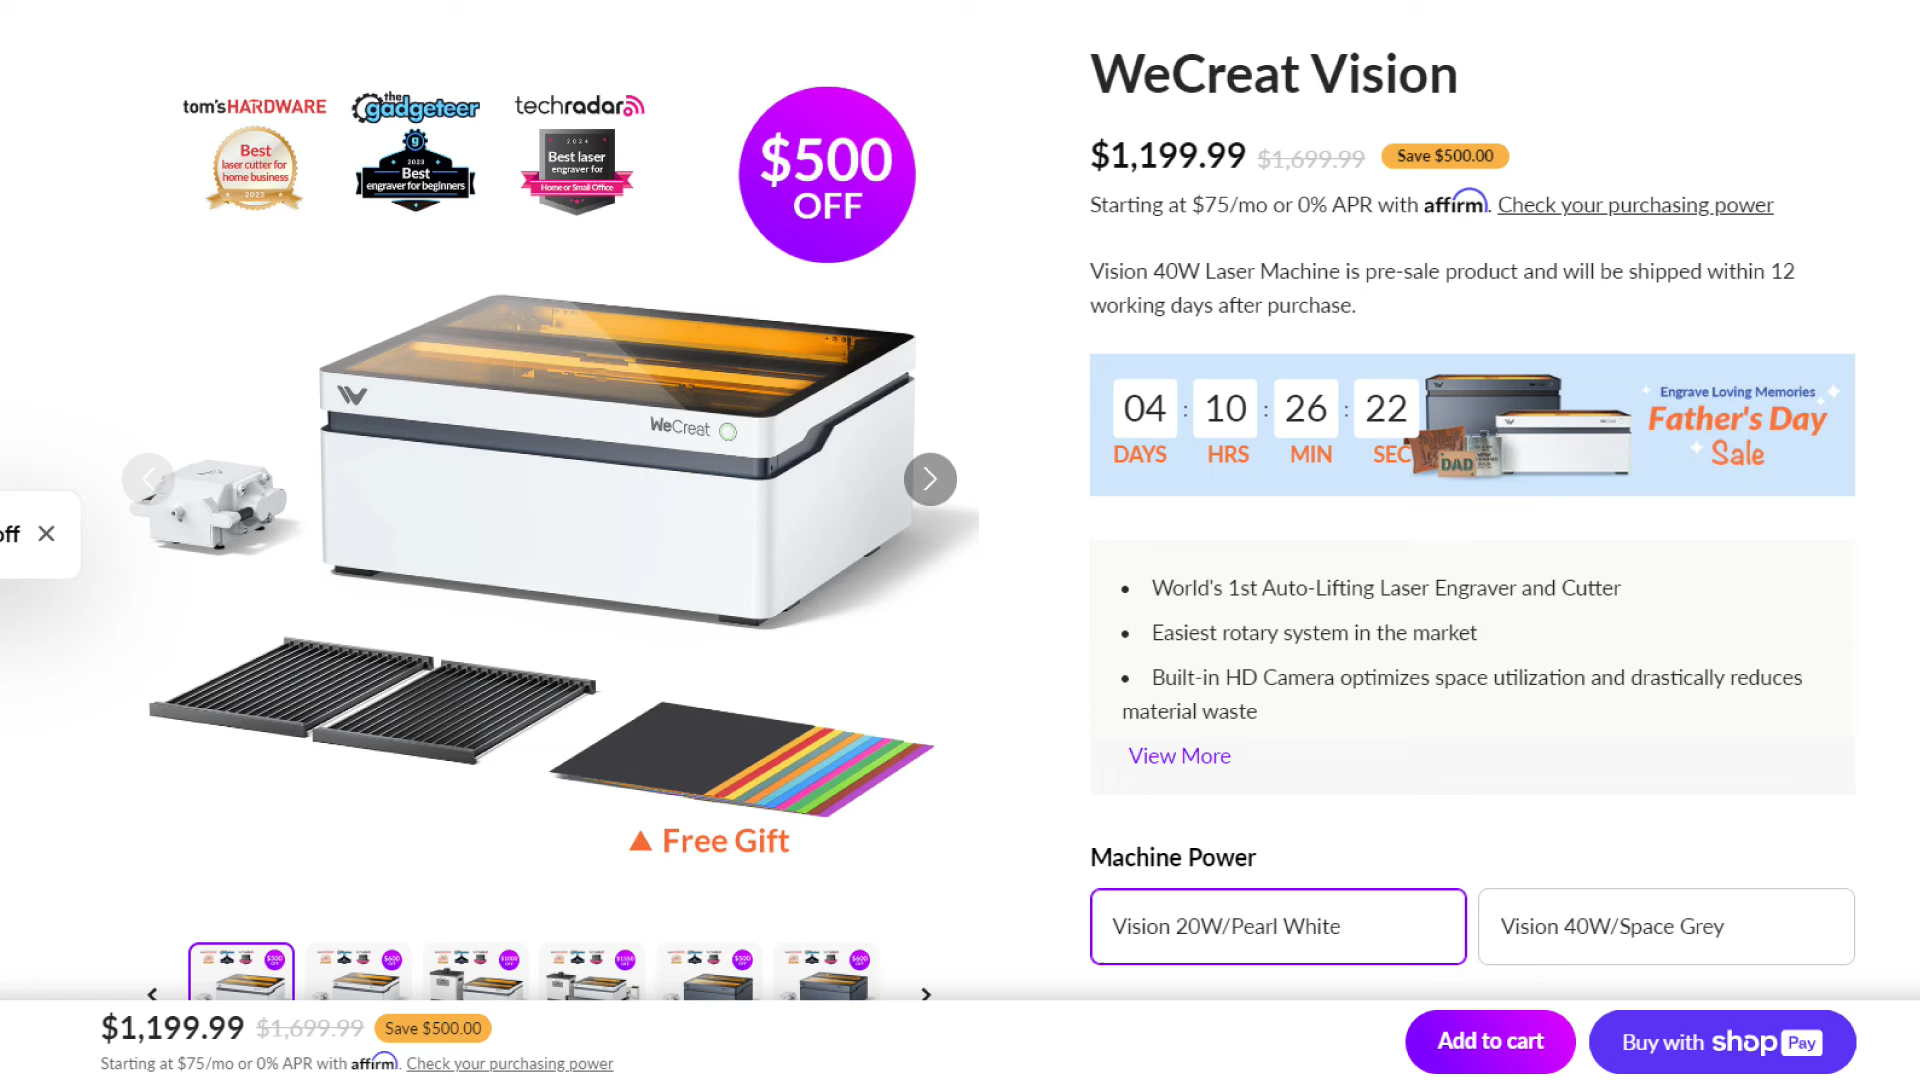 tom's HARDWARE
Best
laser cutter for
home business
2023
the
gadgeteer
g
2023
Best
engraver for beginners
techradar
2024
Best laser
engraver for
Home or Small Office
$500
OFF
WeCreat
off
Free Gift
WeCreat Vision
$1,199.99 $1,699.99 Save $500.00
Starting at $75/mo or 0% APR with affirm. Check your purchasing power
Vision 40W Laser Machine is pre-sale product and will be shipped within 12
working days after purchase.
04 : 10 : 26 : 22
DAYS HRS MIN SEC
DAD
Engrave Loving Memories
Father's Day
Sale
• World's 1st Auto-Lifting Laser Engraver and Cutter
• Easiest rotary system in the market
• Built-in HD Camera optimizes space utilization and drastically reduces
material waste
View More
Machine Power
Vision 20W/Pearl White
Vision 40W/Space Grey
$1,199.99 $1,699.99 Save $500.00
Starting at $75/mo or 0% APR with affirm. Check your purchasing power
Add to cart
Buy with shop Pay